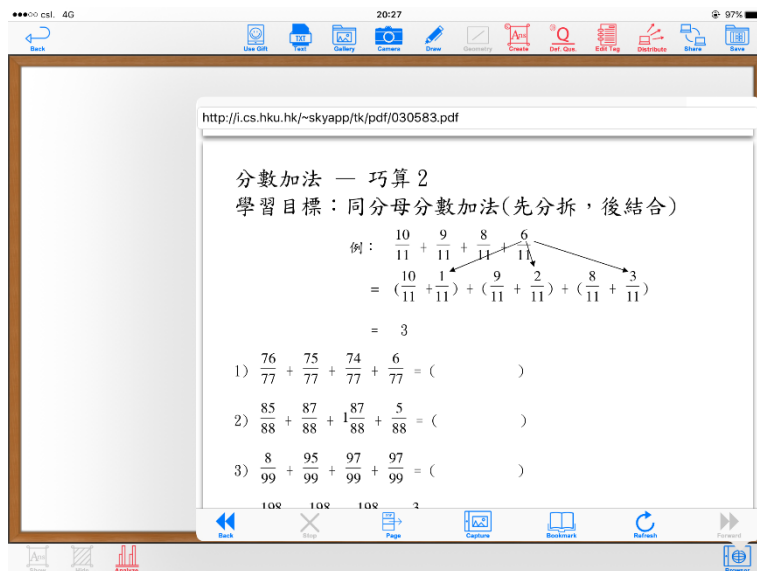 ●●●○○ csl. 4G 20:27 97%
Back Use Gift Text Gallery Camera Draw Geometry Create Def. Que. Edit Tag Distribute Share Save
http://i.cs.hku.hk/~skyapp/tk/pdf/030583.pdf
分數加法 — 巧算 2
學習目標：同分母分數加法(先分拆，後結合)
例： 10/11 + 9/11 + 8/11 + 6/11
= (10/11 + 1/11) + (9/11 + 2/11) + (8/11 + 3/11)
= 3
1) 76/77 + 75/77 + 74/77 + 6/77 = ( )
2) 85/88 + 87/88 + 1 87/88 + 5/88 = ( )
3) 8/99 + 95/99 + 97/99 + 97/99 = ( )
198 198 198 3
Back Stop Page Capture Bookmark Refresh Forward
Hide Analyze Browser